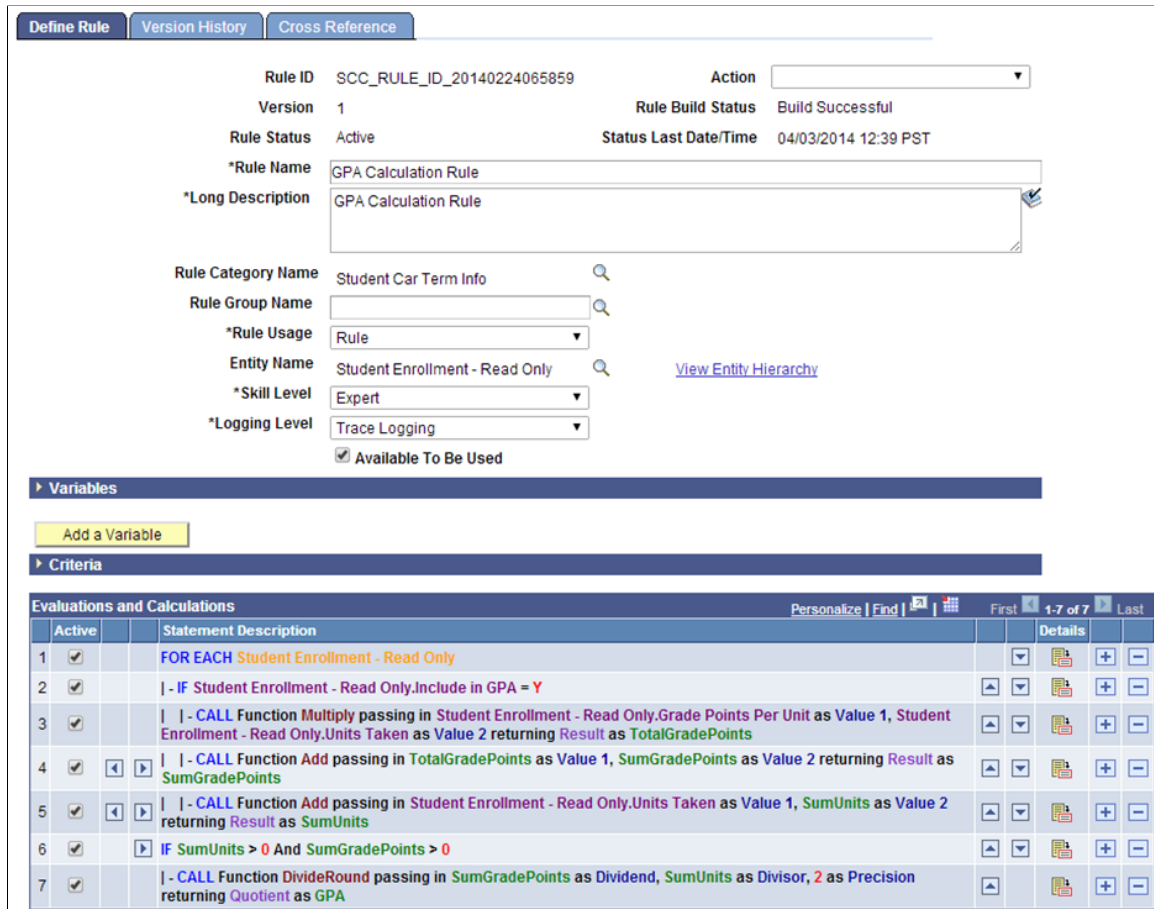 Define Rule Version History Cross Reference
Rule ID SCC_RULE_ID_20140224065859 Action
Version 1 Rule Build Status Build Successful
Rule Status Active Status Last Date/Time 04/03/2014 12:39 PST
*Rule Name GPA Calculation Rule
*Long Description GPA Calculation Rule
Rule Category Name Student Car Term Info
Rule Group Name
*Rule Usage Rule
Entity Name Student Enrollment - Read Only View Entity Hierarchy
*Skill Level Expert
*Logging Level Trace Logging
Available To Be Used
Variables
Add a Variable
Criteria
Evaluations and Calculations Personalize | Find | | First 1-7 of 7 Last
Active Statement Description Details
1 FOR EACH Student Enrollment - Read Only
2 | - IF Student Enrollment - Read Only.Include in GPA = Y
3 | | - CALL Function Multiply passing in Student Enrollment - Read Only.Grade Points Per Unit as Value 1, Student
Enrollment - Read Only.Units Taken as Value 2 returning Result as TotalGradePoints
4 | | - CALL Function Add passing in TotalGradePoints as Value 1, SumGradePoints as Value 2 returning Result as
SumGradePoints
5 | | - CALL Function Add passing in Student Enrollment - Read Only.Units Taken as Value 1, SumUnits as Value 2
returning Result as SumUnits
6 IF SumUnits > 0 And SumGradePoints > 0
7 | - CALL Function DivideRound passing in SumGradePoints as Dividend, SumUnits as Divisor, 2 as Precision
returning Quotient as GPA